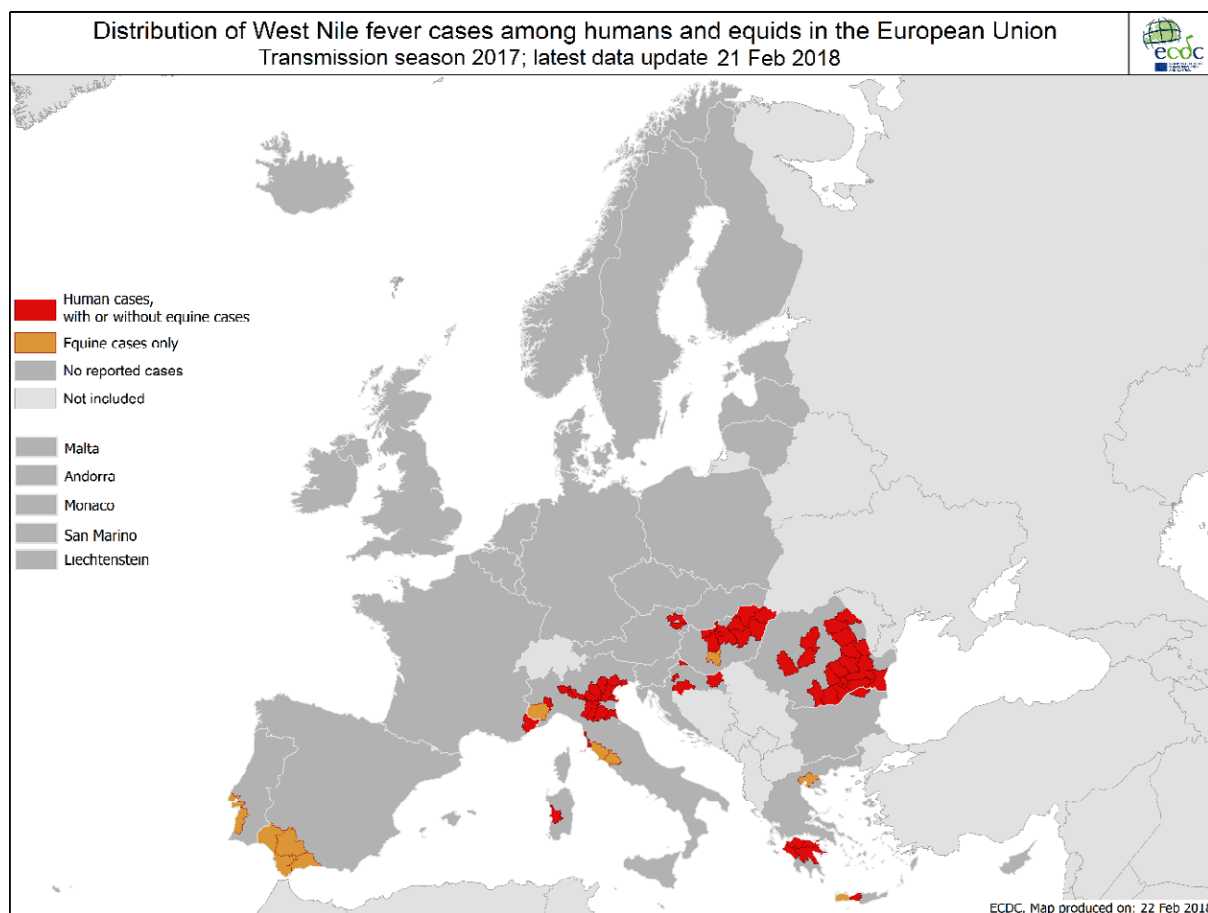 Distribution of West Nile fever cases among humans and equids in the European Union
Transmission season 2017; latest data update 21 Feb 2018
ecdc
Human cases,
with or without equine cases
Equine cases only
No reported cases
Not included
Malta
Andorra
Monaco
San Marino
Liechtenstein
ECDC. Map produced on: 22 Feb 2018